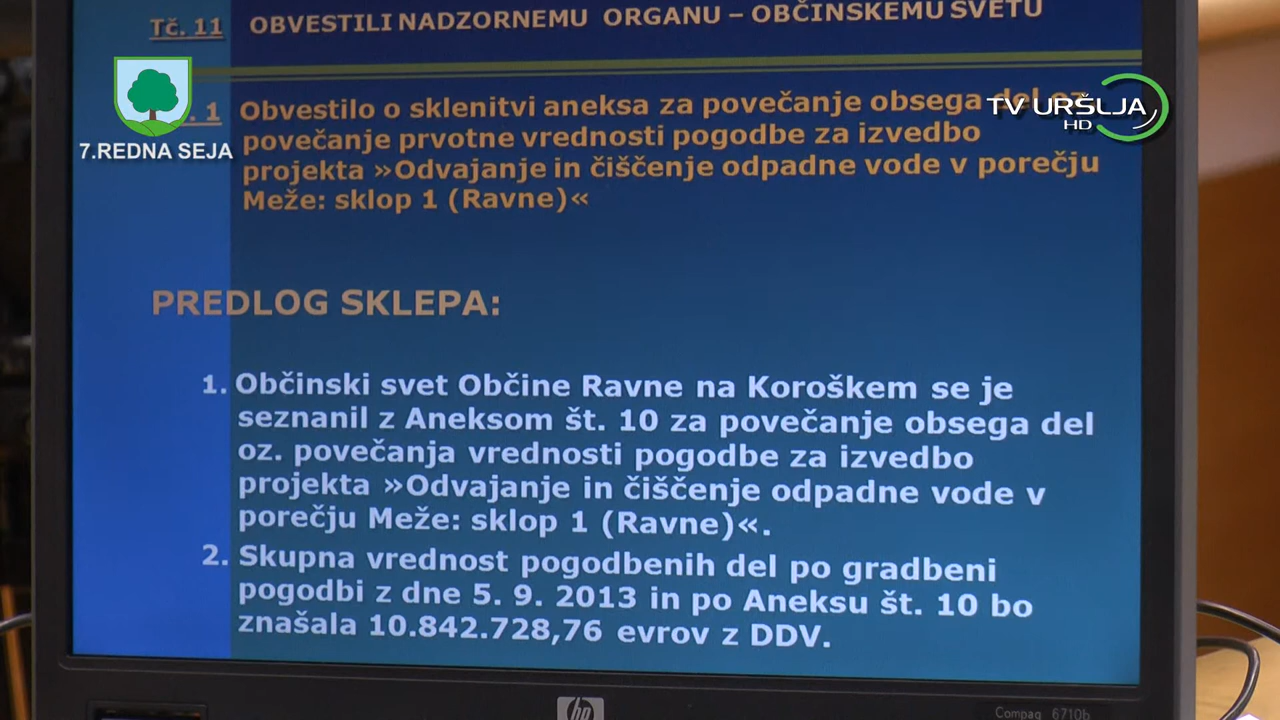 Tč. 11 OBVESTILI NADZORNEMU ORGANU – OBČINSKEMU SVETU
. 1 Obvestilo o sklenitvi aneksa za povečanje obsega del oz.
povečanje prvotne vrednosti pogodbe za izvedbo
projekta »Odvajanje in čiščenje odpadne vode v porečju
Meže: sklop 1 (Ravne)«
TV URŠLJA
HD
7.REDNA SEJA
PREDLOG SKLEPA:
1. Občinski svet Občine Ravne na Koroškem se je
seznanil z Aneksom št. 10 za povečanje obsega del
oz. povečanja vrednosti pogodbe za izvedbo
projekta »Odvajanje in čiščenje odpadne vode v
porečju Meže: sklop 1 (Ravne)«.
2. Skupna vrednost pogodbenih del po gradbeni
pogodbi z dne 5. 9. 2013 in po Aneksu št. 10 bo
znašala 10.842.728,76 evrov z DDV.
hp
Compaq 6710b